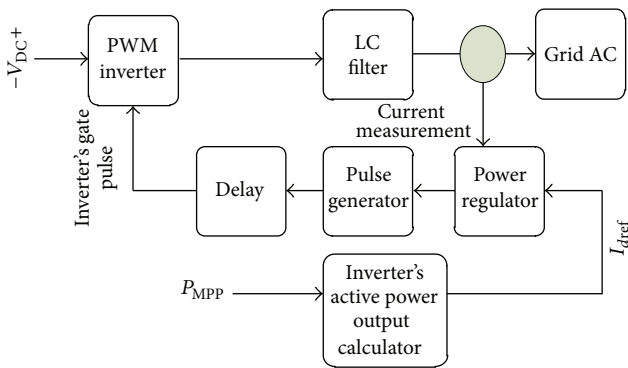 −V_DC+
PWM
inverter
LC
filter
Grid AC
Current
measurement
Inverter's gate
pulse
Delay
Pulse
generator
Power
regulator
I_dref
P_MPP
Inverter's
active power
output
calculator